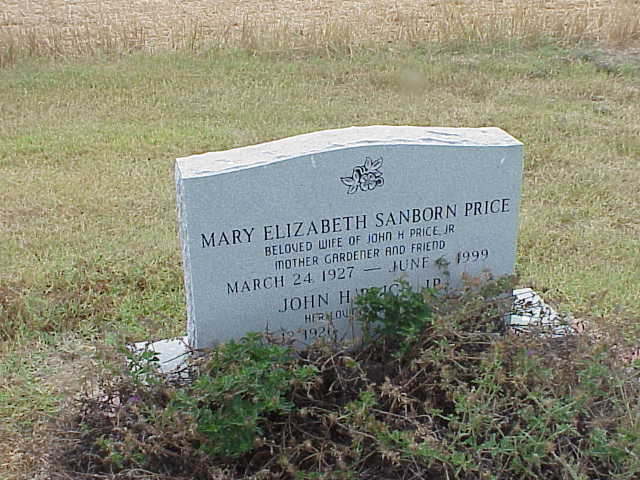 MARY ELIZABETH SANBORN PRICE
BELOVED WIFE OF JOHN H. PRICE, JR
MOTHER GARDENER AND FRIEND
MARCH 24, 1927 — JUNE 1999
JOHN H. JR.
HER